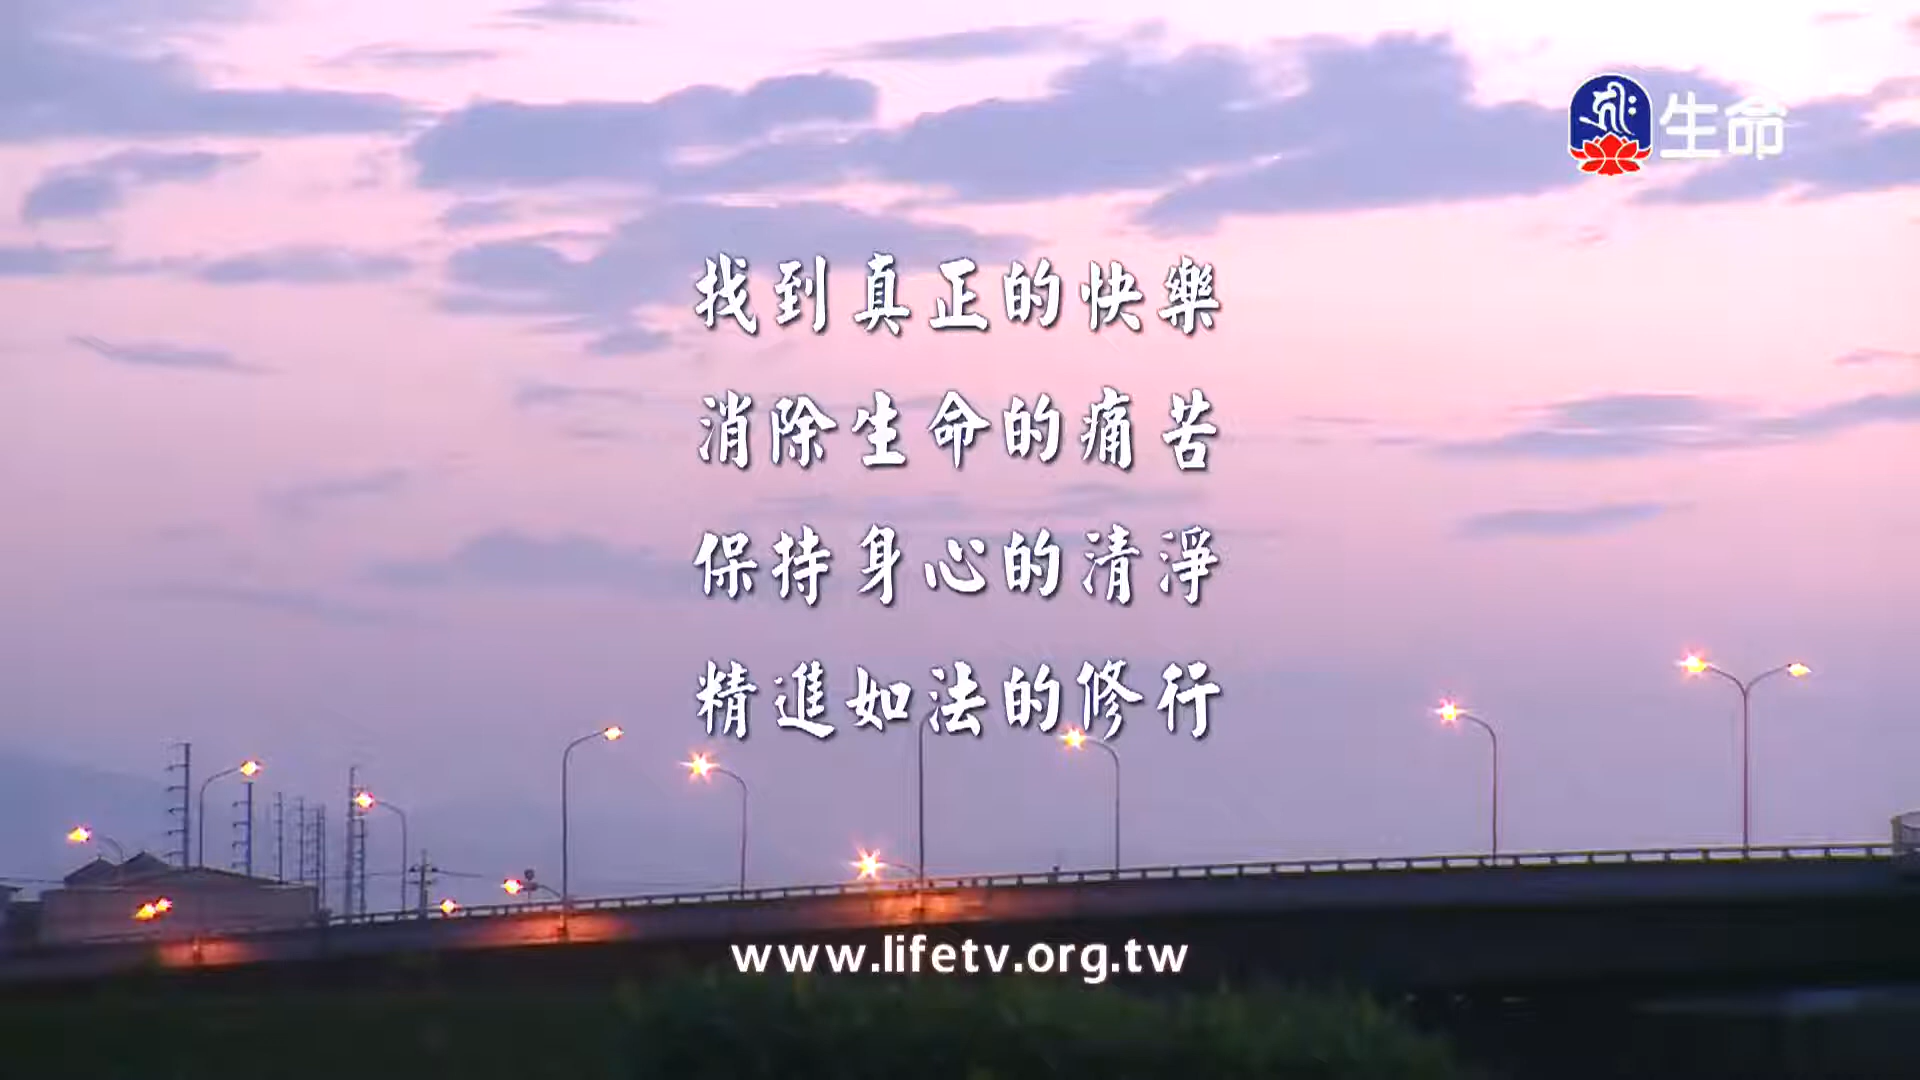 生命
找到真正的快樂
消除生命的痛苦
保持身心的清淨
精進如法的修行
www.lifetv.org.tw